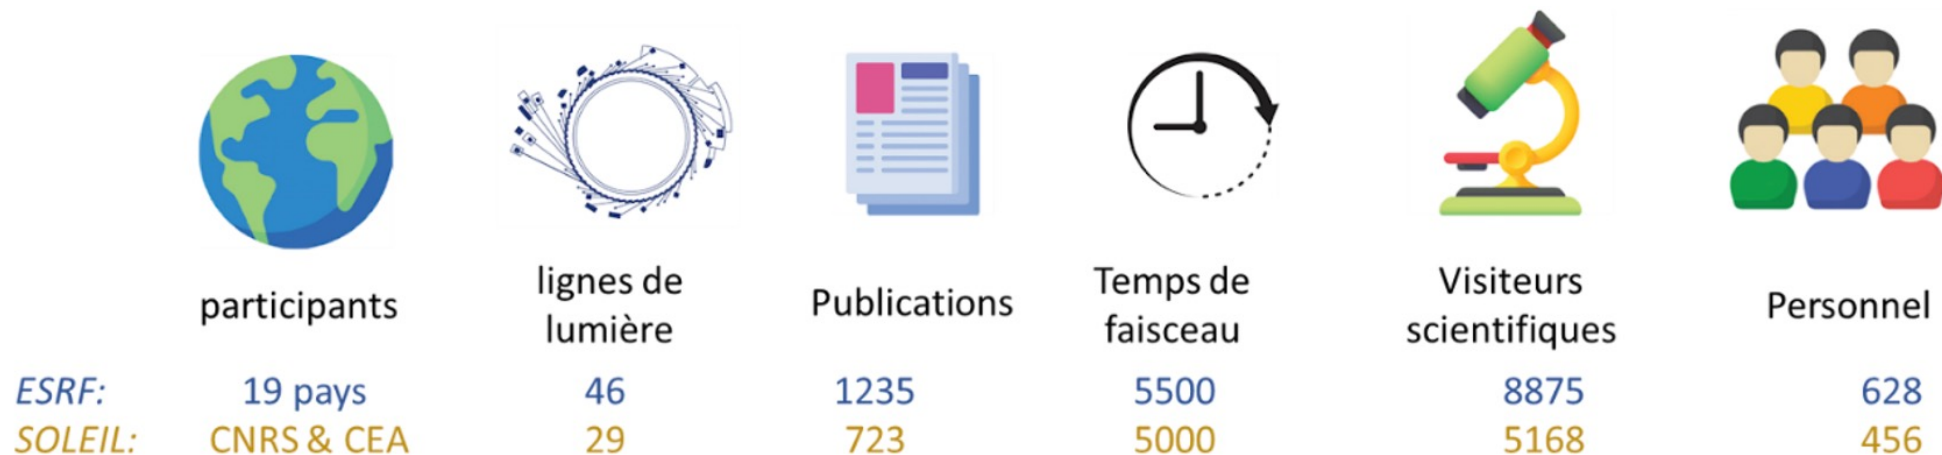 participants
lignes de
lumière
Publications
Temps de
faisceau
Visiteurs
scientifiques
Personnel
ESRF: 19 pays 46 1235 5500 8875 628
SOLEIL: CNRS & CEA 29 723 5000 5168 456